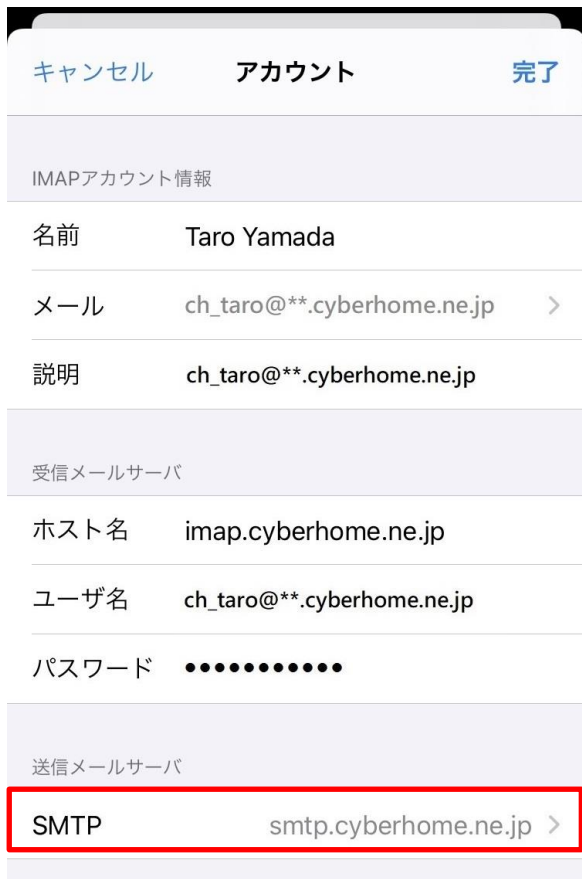 キャンセル アカウント 完了
IMAPアカウント情報
名前 Taro Yamada
メール ch_taro@**.cyberhome.ne.jp
説明 ch_taro@**.cyberhome.ne.jp
受信メールサーバ
ホスト名 imap.cyberhome.ne.jp
ユーザ名 ch_taro@**.cyberhome.ne.jp
パスワード ●●●●●●●●●●●
送信メールサーバ
SMTP smtp.cyberhome.ne.jp